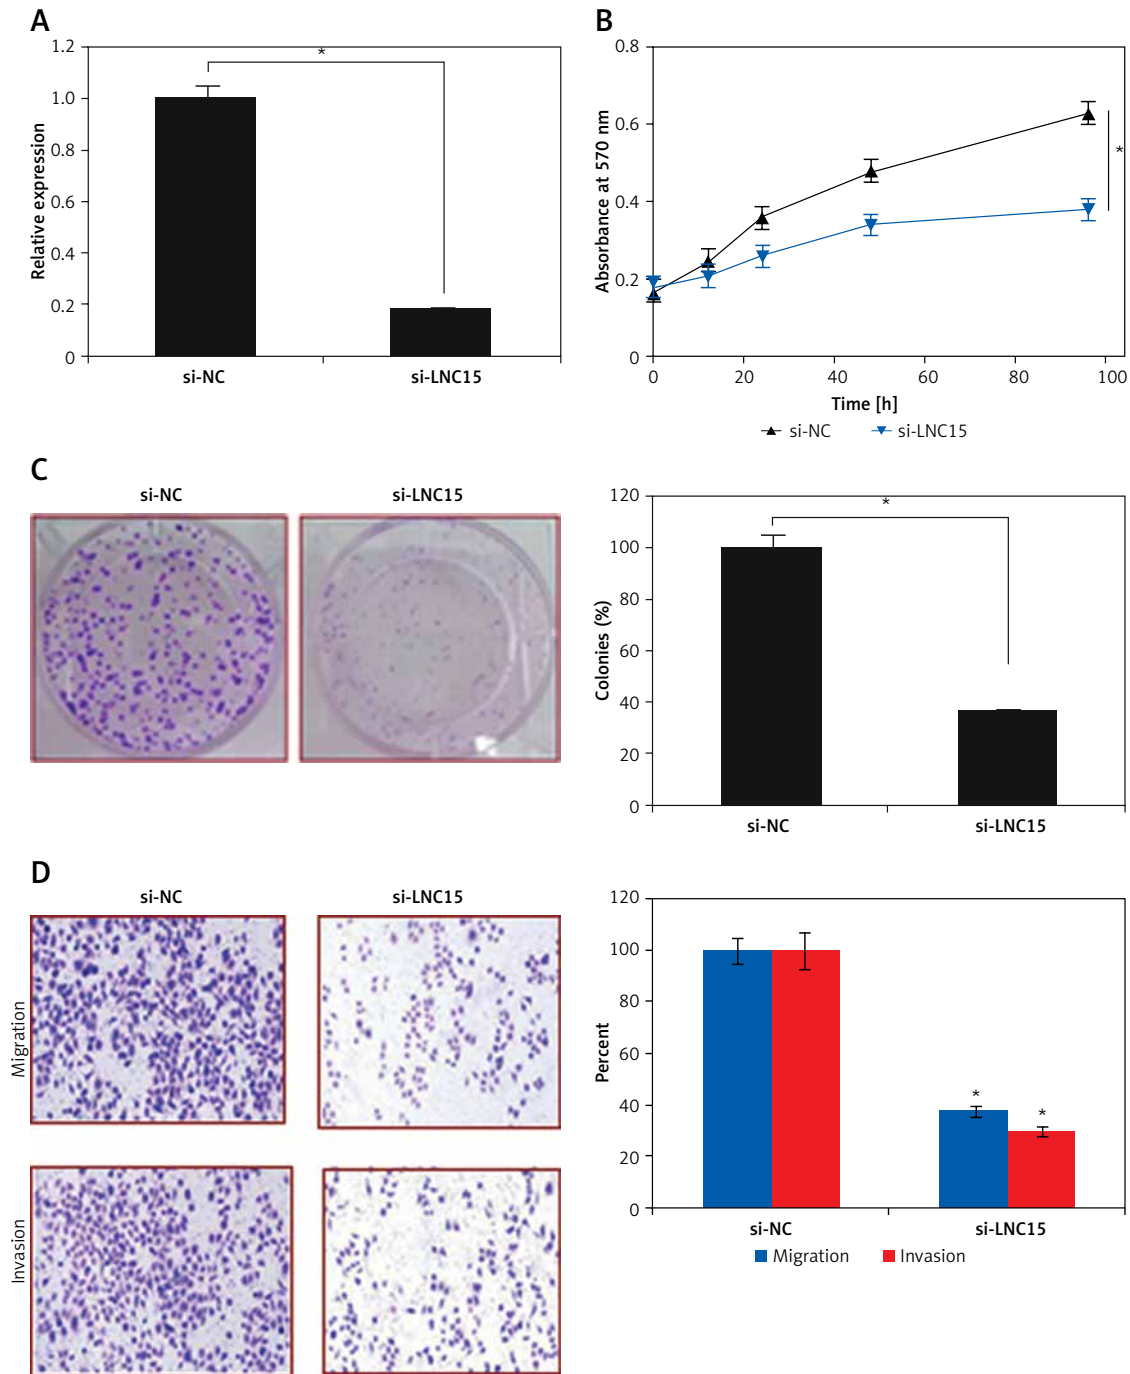 A
Relative expression
1.2
1.0
0.8
0.6
0.4
0.2
0
*
si-NC si-LNC15
B
Absorbance at 570 nm
0.8
0.6
0.4
0.2
0
*
0 20 40 60 80 100
Time [h]
si-NC si-LNC15
C
si-NC si-LNC15
Colonies (%)
120
100
80
60
40
20
0
*
si-NC si-LNC15
D
si-NC si-LNC15
Migration
Invasion
Percent
120
100
80
60
40
20
0
*
*
si-NC si-LNC15
Migration Invasion